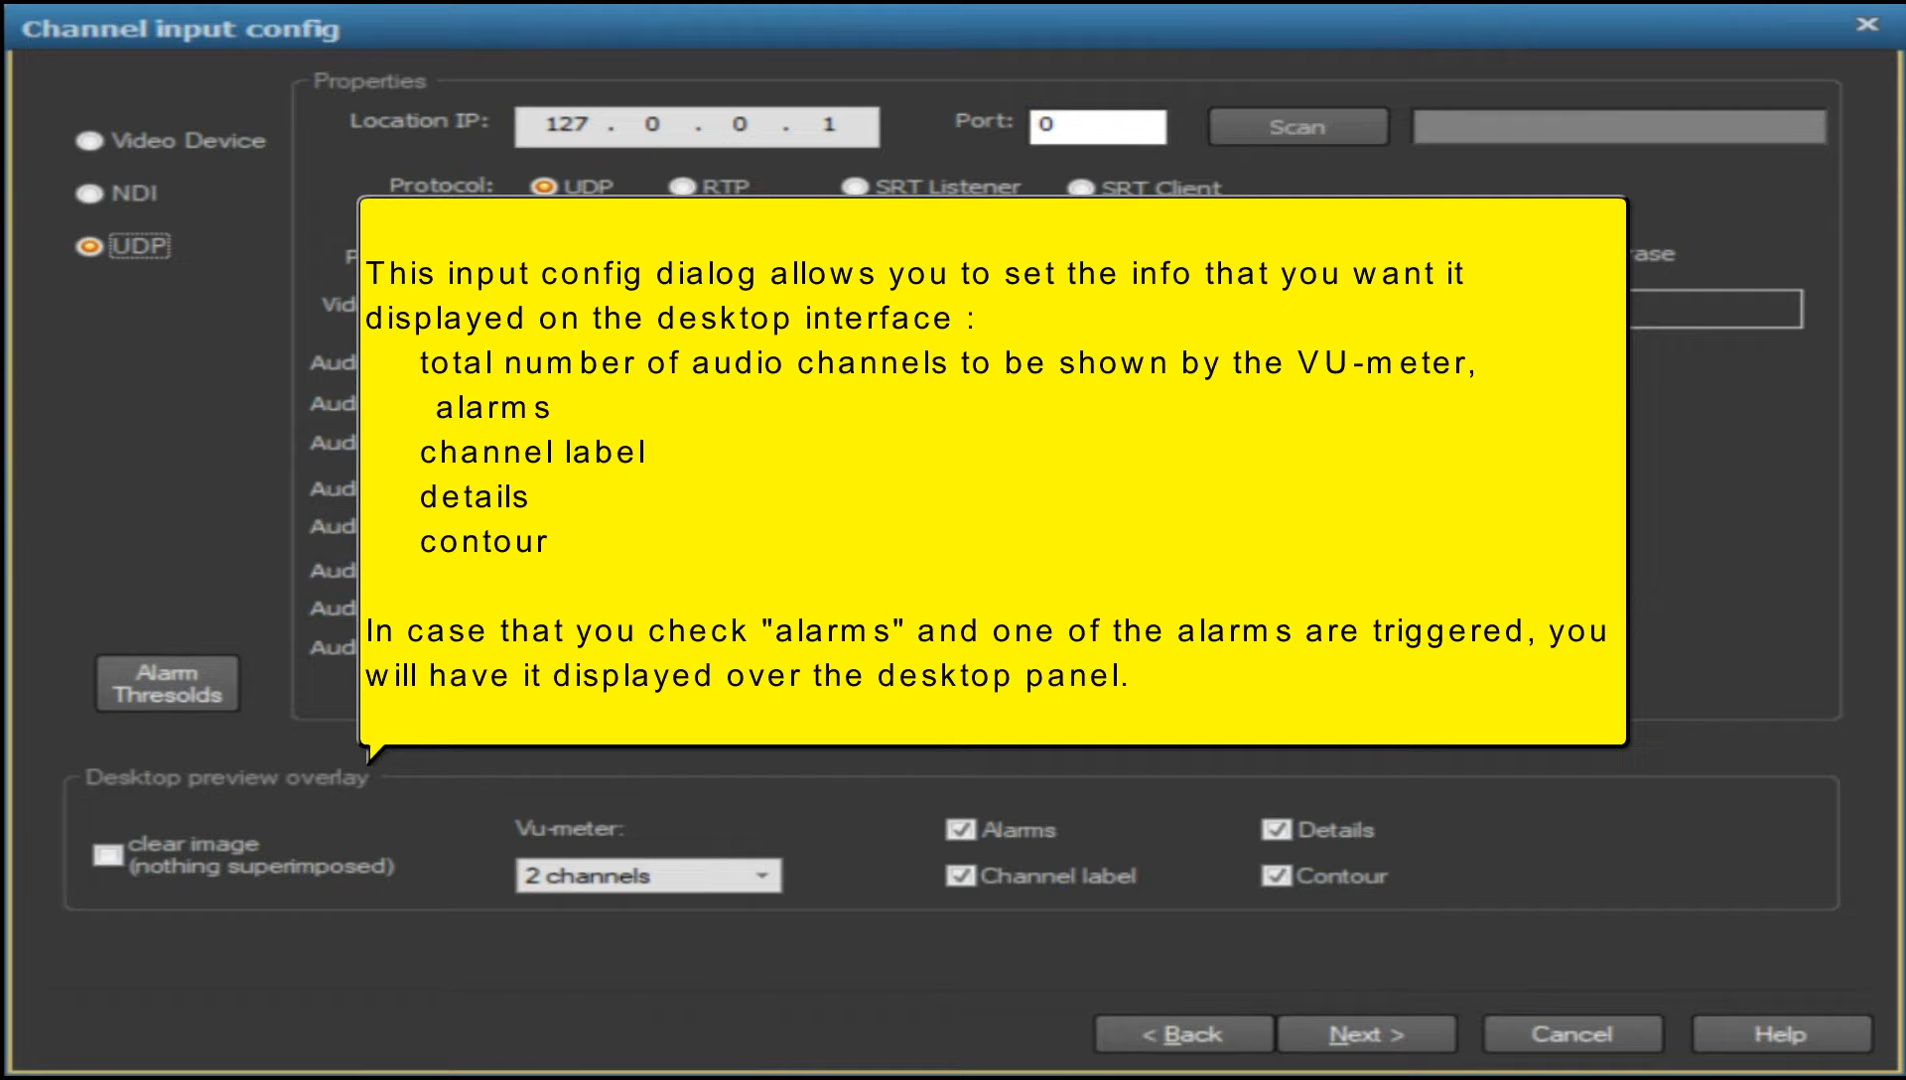 Channel input config
Properties
Location IP: 127 . 0 . 0 . 1 Port: 0 Scan
Video Device
NDI
UDP
Protocol: UDP RTP SRT Listener SRT Client
This input config dialog allows you to set the info that you want it
displayed on the desktop interface :
total number of audio channels to be shown by the VU-meter,
alarms
channel label
details
contour
In case that you check "alarms" and one of the alarms are triggered, you
will have it displayed over the desktop panel.
Alarm
Thresolds
Desktop preview overlay
clear image
(nothing superimposed)
Vu-meter:
2 channels
Alarms
Details
Channel label
Contour
< Back
Next >
Cancel
Help